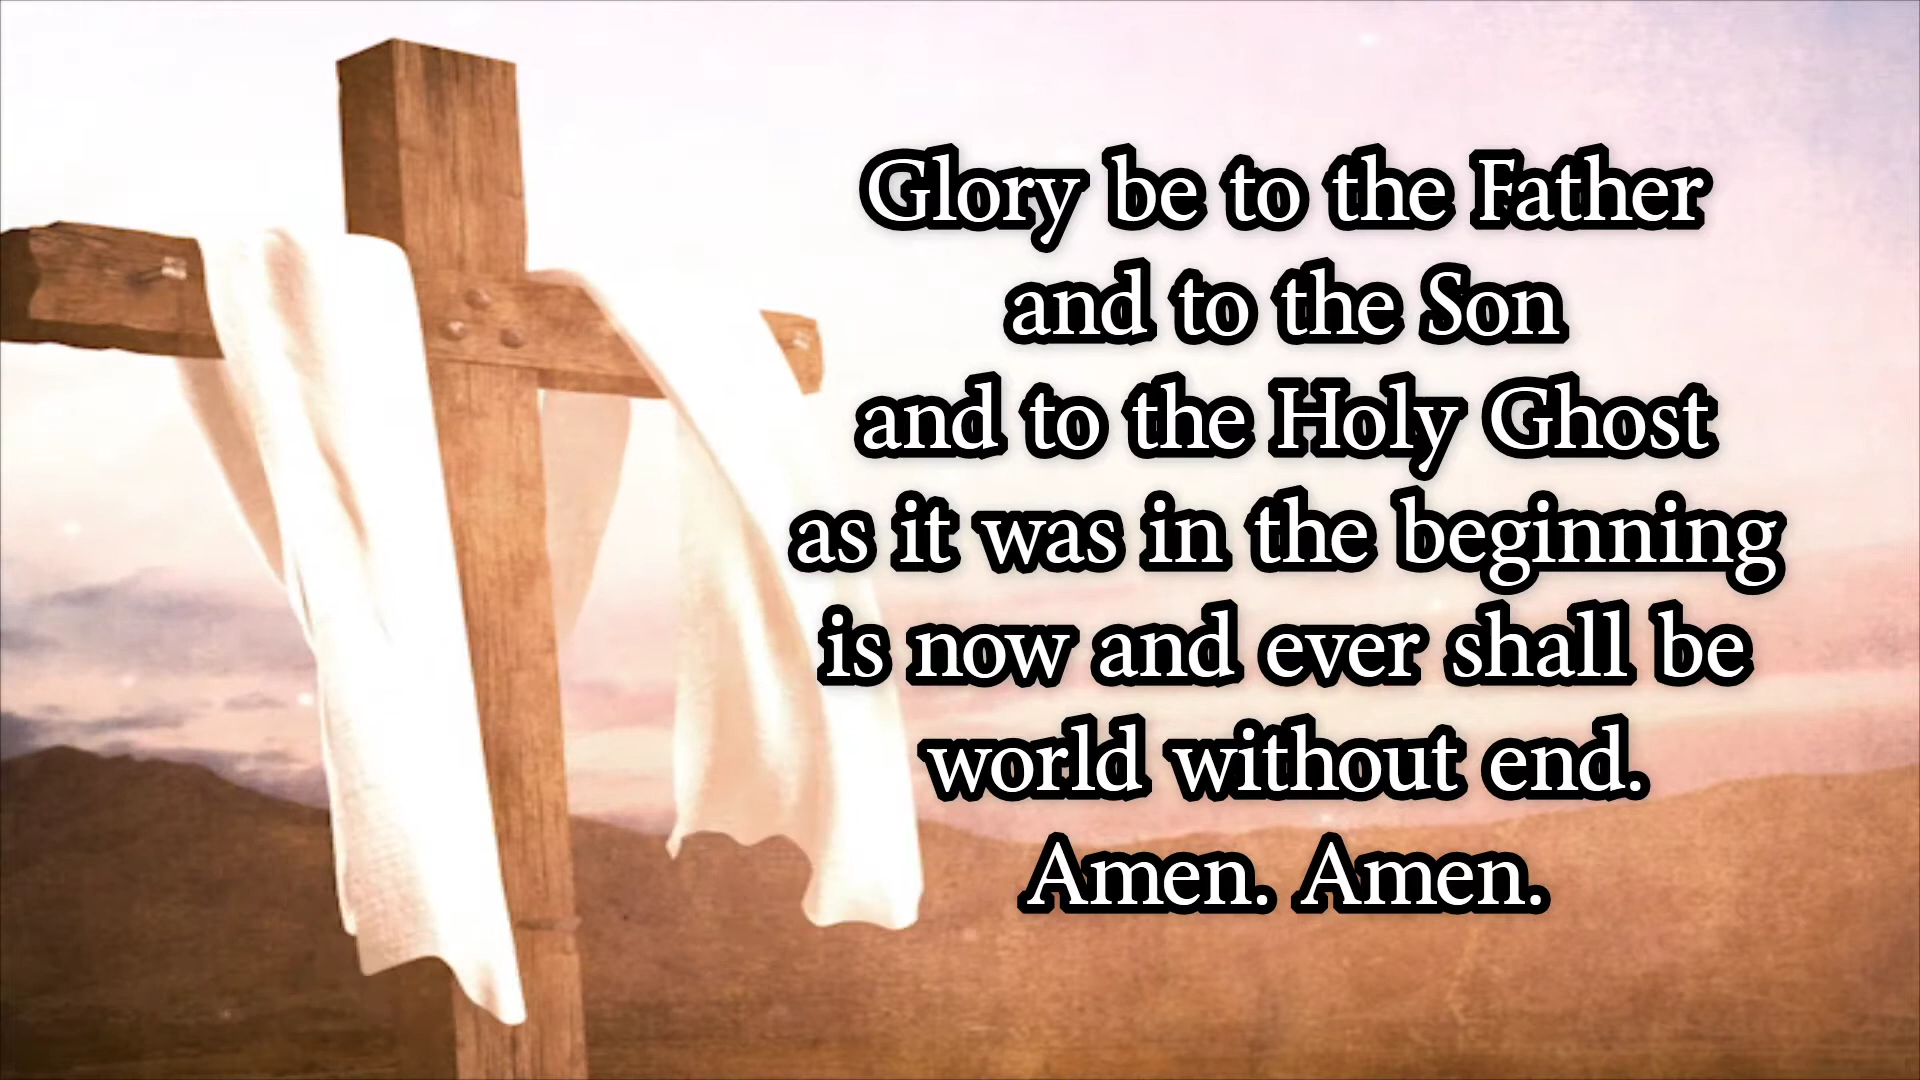 Glory be to the Father
and to the Son
and to the Holy Ghost
as it was in the beginning
is now and ever shall be
world without end.
Amen. Amen.